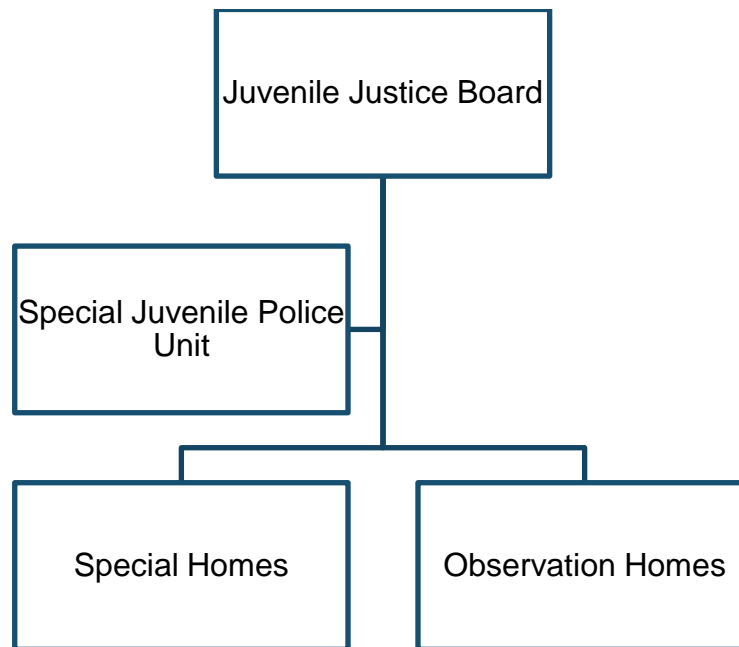 Juvenile Justice Board
Special Juvenile Police
Unit
Special Homes
Observation Homes